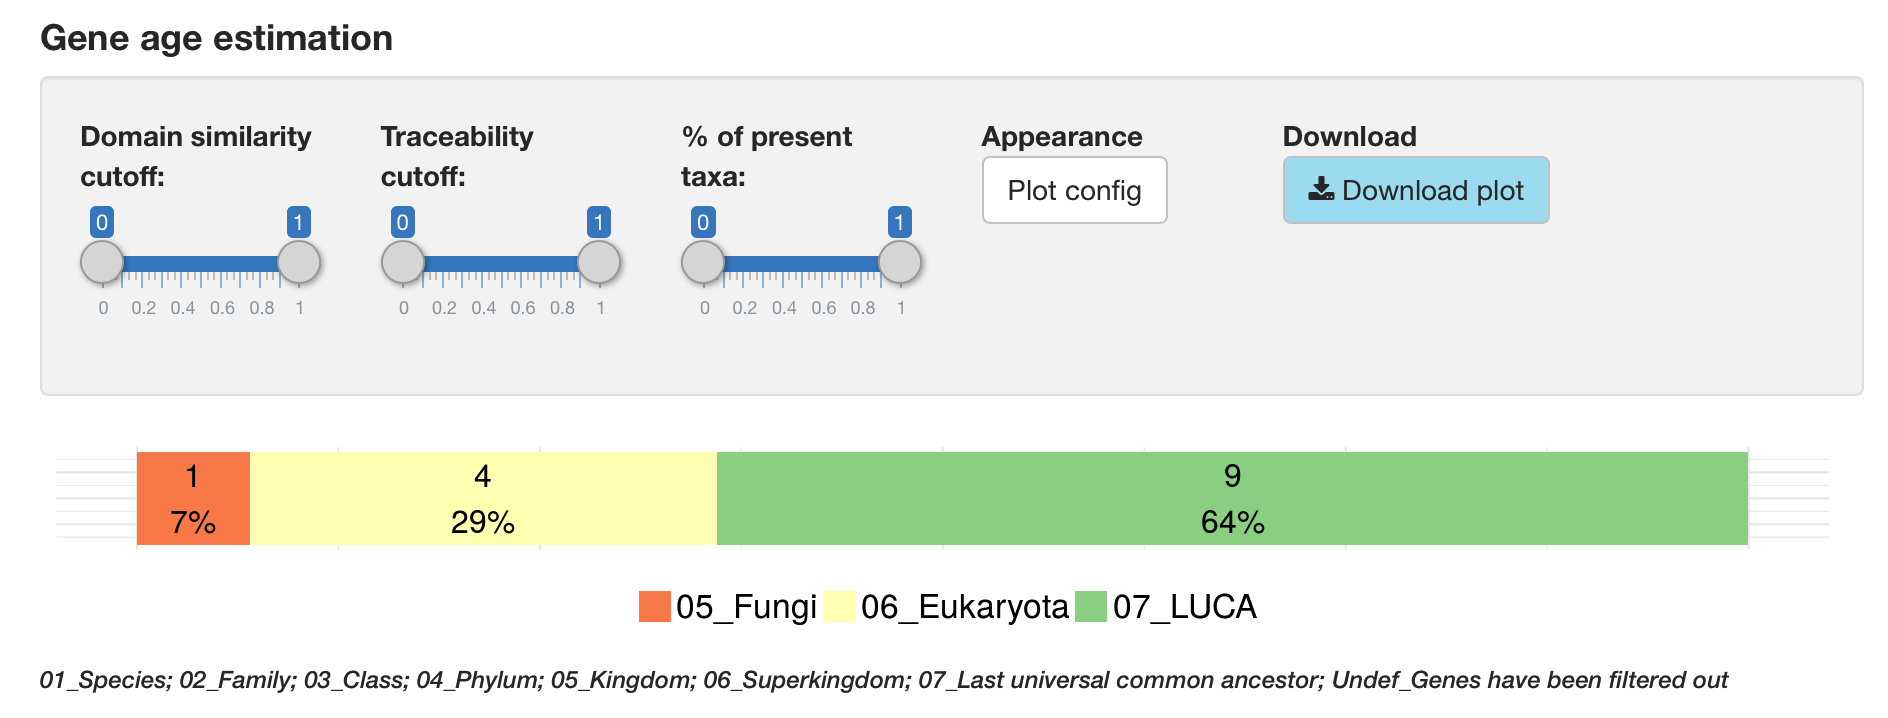 Gene age estimation
Domain similarity
cutoff:
Traceability
cutoff:
% of present
taxa:
Appearance
Download
0 1
0 1
0 1
Plot config
Download plot
0 0.2 0.4 0.6 0.8 1
0 0.2 0.4 0.6 0.8 1
0 0.2 0.4 0.6 0.8 1
1 4 9
7% 29% 64%
05_Fungi 06_Eukaryota 07_LUCA
01_Species; 02_Family; 03_Class; 04_Phylum; 05_Kingdom; 06_Superkingdom; 07_Last universal common ancestor; Undef_Genes have been filtered out